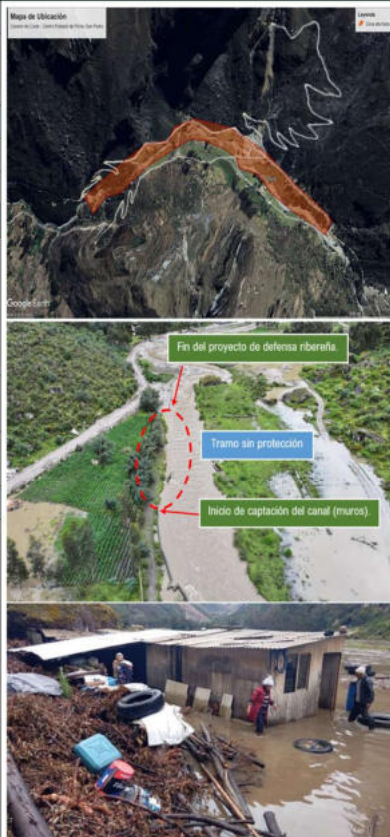 Mapa de Ubicación
Leyenda
Google Earth
Fin del proyecto de defensa ribereña.
Tramo sin protección
Inicio de captación del canal (muros).